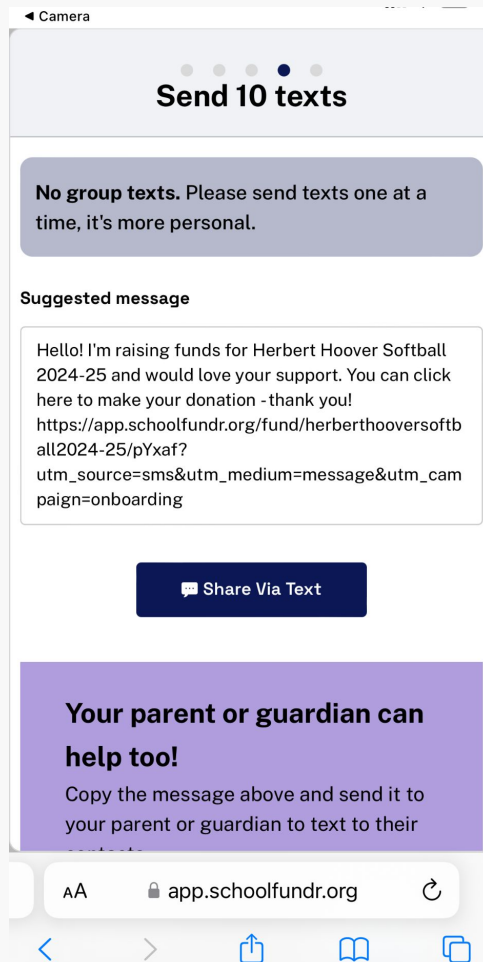 ◀ Camera
Send 10 texts
No group texts. Please send texts one at a
time, it's more personal.
Suggested message
Hello! I'm raising funds for Herbert Hoover Softball
2024-25 and would love your support. You can click
here to make your donation - thank you!
https://app.schoolfundr.org/fund/herberthooversoftb
all2024-25/pYxaf?
utm_source=sms&utm_medium=message&utm_cam
paign=onboarding
Share Via Text
Your parent or guardian can
help too!
Copy the message above and send it to
your parent or guardian to text to their
AA app.schoolfundr.org